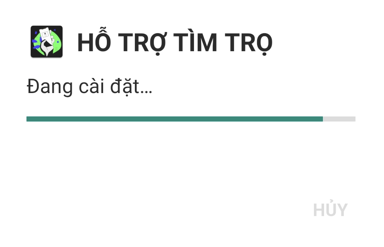 HỖ TRỢ TÌM TRỌ
Đang cài đặt...
HỦY